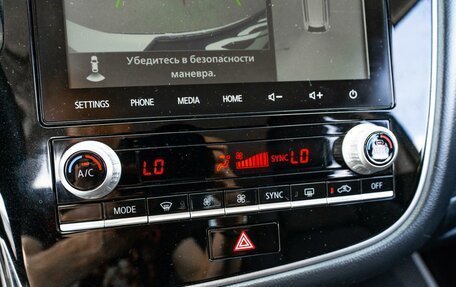 Убедитесь в безопасности
маневра.
SETTINGS PHONE MEDIA HOME
LO SYNC LO
A/C
MODE SYNC OFF